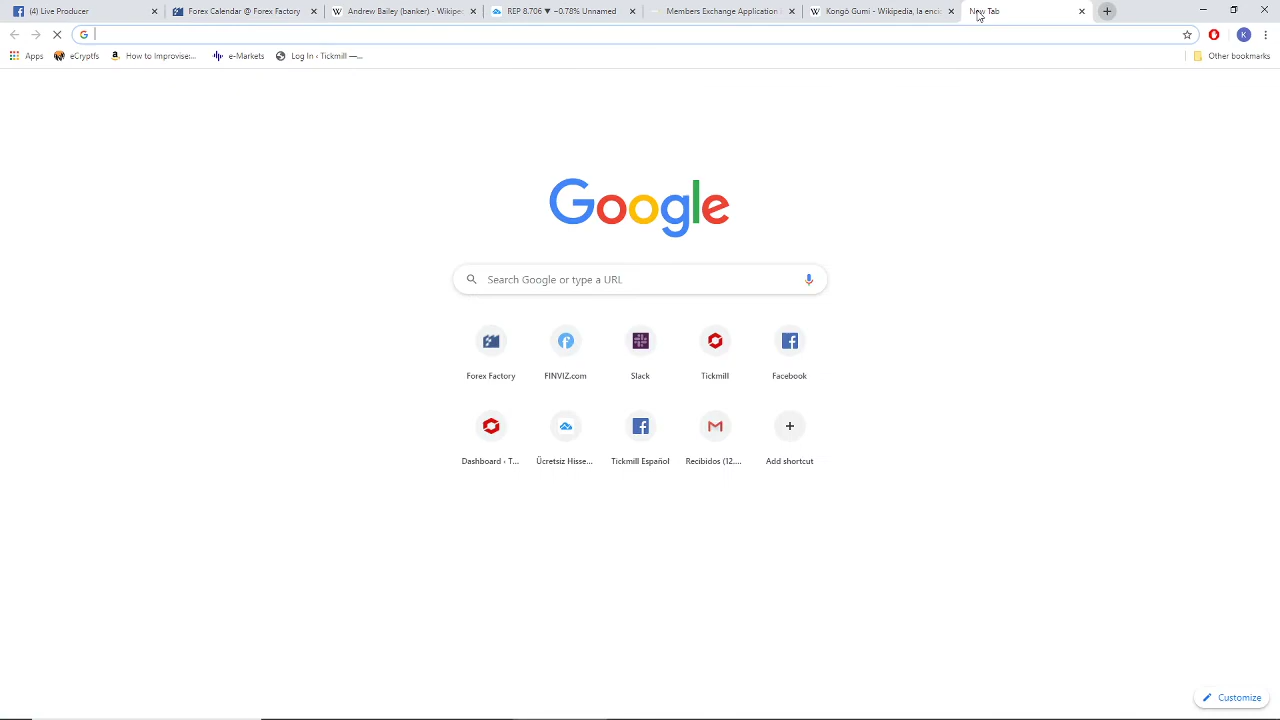 (4) Live Producer
Forex Calendar @ Forex Factory
Andrew Bailey (banker) - Wikipe
REP 8.706 ▼ −0.78% Unnamed
Members Exchange Application
Kongō Gumi - Wikipedia, la enci
New Tab
Apps
eCryptfs
How to Improvise:...
e-Markets
Log In ‹ Tickmill —...
Other bookmarks
K
Google
Search Google or type a URL
Forex Factory
FINVIZ.com
Slack
Tickmill
Facebook
Dashboard ‹ T...
Ücretsiz Hisse...
Tickmill Español
Recibidos (12....
Add shortcut
Customize